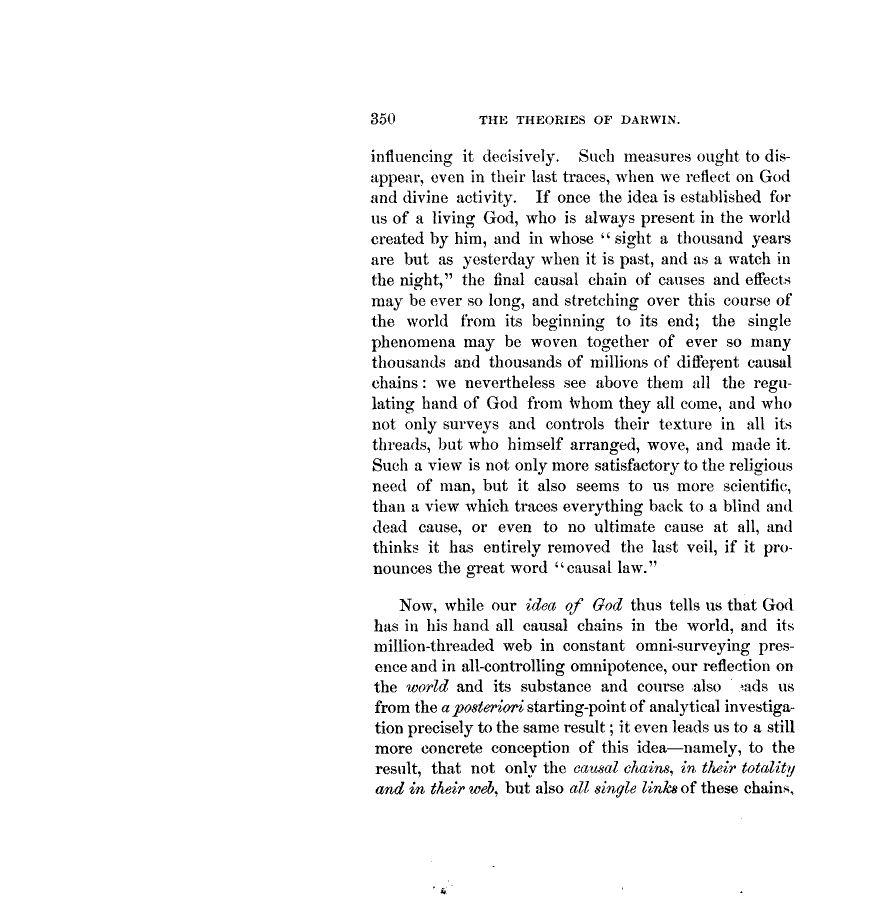 350 THE THEORIES OF DARWIN.
influencing it decisively. Such measures ought to dis-
appear, even in their last traces, when we reflect on God
and divine activity. If once the idea is established for
us of a living God, who is always present in the world
created by him, and in whose “sight a thousand years
are but as yesterday when it is past, and as a watch in
the night,” the final causal chain of causes and effects
may be ever so long, and stretching over this course of
the world from its beginning to its end; the single
phenomena may be woven together of ever so many
thousands and thousands of millions of different causal
chains: we nevertheless see above them all the regu-
lating hand of God from whom they all come, and who
not only surveys and controls their texture in all its
threads, but who himself arranged, wove, and made it.
Such a view is not only more satisfactory to the religious
need of man, but it also seems to us more scientific,
than a view which traces everything back to a blind and
dead cause, or even to no ultimate cause at all, and
thinks it has entirely removed the last veil, if it pro-
nounces the great word “causal law.”
Now, while our idea of God thus tells us that God
has in his hand all causal chains in the world, and its
million-threaded web in constant omni-surveying pres-
ence and in all-controlling omnipotence, our reflection on
the world and its substance and course also us
from the a posteriori starting-point of analytical investiga-
tion precisely to the same result; it even leads us to a still
more concrete conception of this idea—namely, to the
result, that not only the causal chains, in their totality
and in their web, but also all single links of these chains,